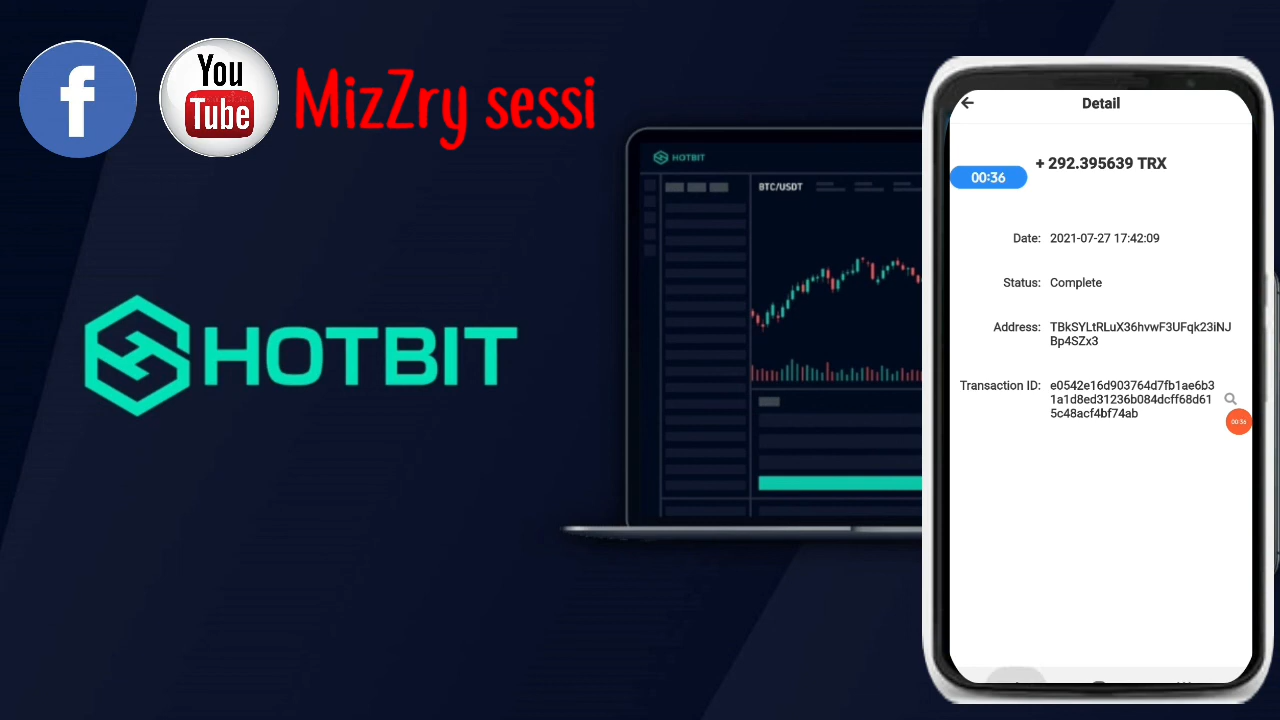 f
You
Tube
MizZry sessi
HOTBIT
HOTBIT
BTC/USDT
Detail
+ 292.395639 TRX
00:36
Date: 2021-07-27 17:42:09
Status: Complete
Address: TBkSYLtRLuX36hvwF3UFqk23iNJ
Bp4SZx3
Transaction ID: e0542e16d903764d7fb1ae6b3
1a1d8ed31236b084dcff68d61
5c48acf4bf74ab
00:36